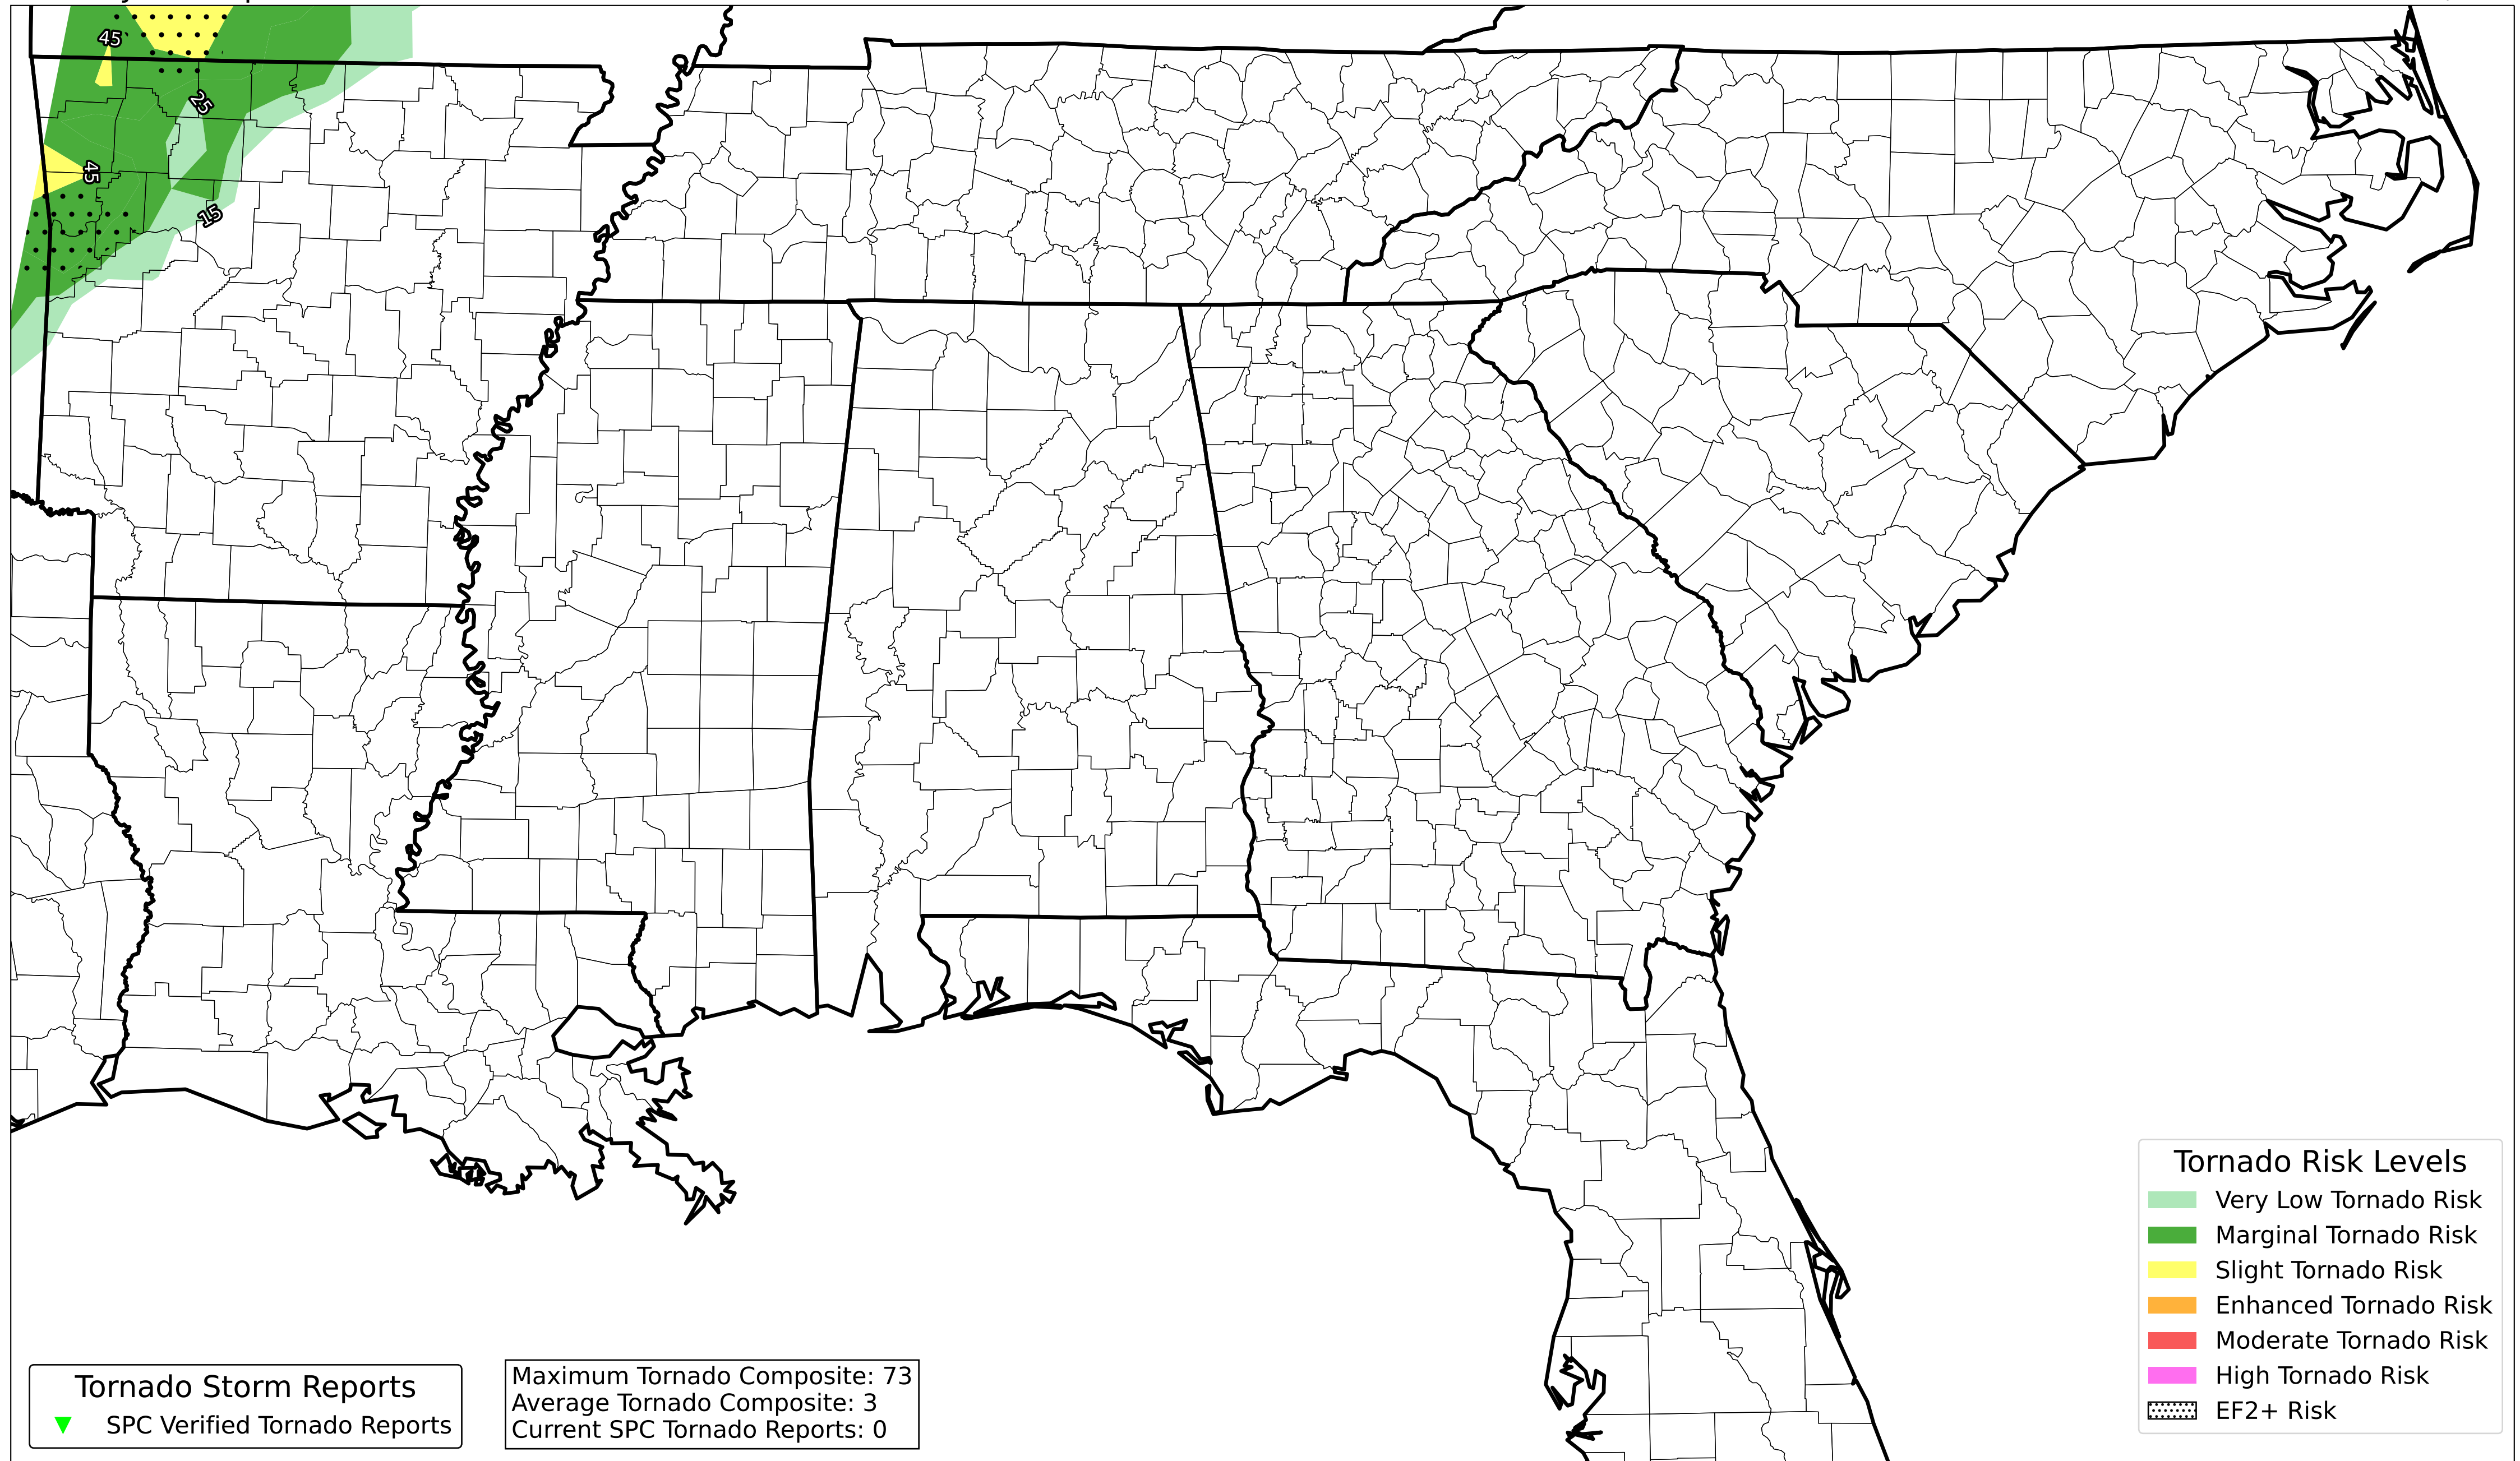 45
25
45
15
Tornado Risk Levels
Very Low Tornado Risk
Marginal Tornado Risk
Slight Tornado Risk
Enhanced Tornado Risk
Moderate Tornado Risk
High Tornado Risk
EF2+ Risk
Tornado Storm Reports
SPC Verified Tornado Reports
Maximum Tornado Composite: 73
Average Tornado Composite: 3
Current SPC Tornado Reports: 0